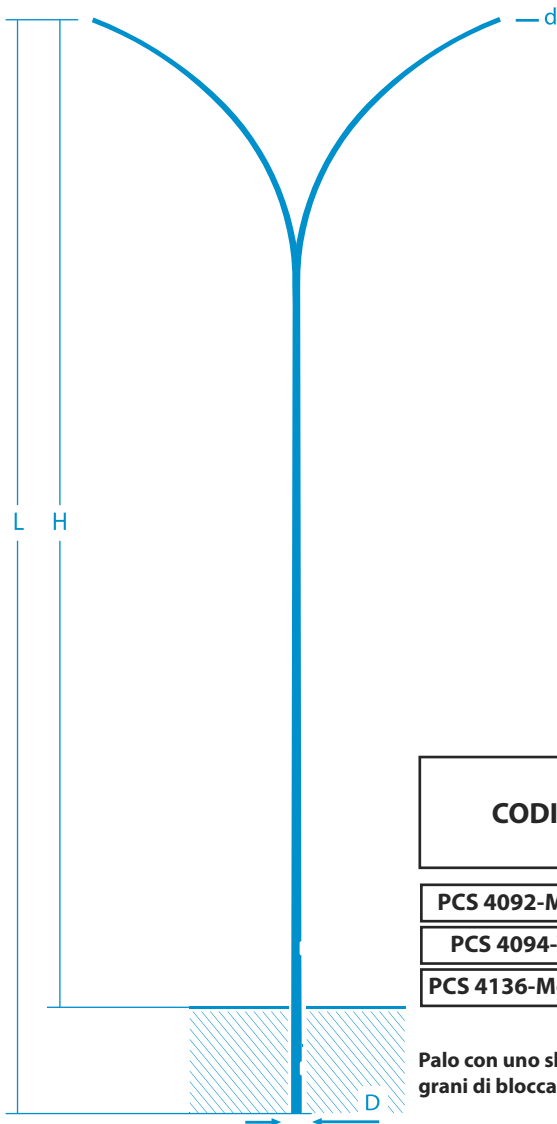 d
L H
CODI
PCS 4092-M
PCS 4094-
PCS 4136-M
Palo con uno sl
grani di blocca
D